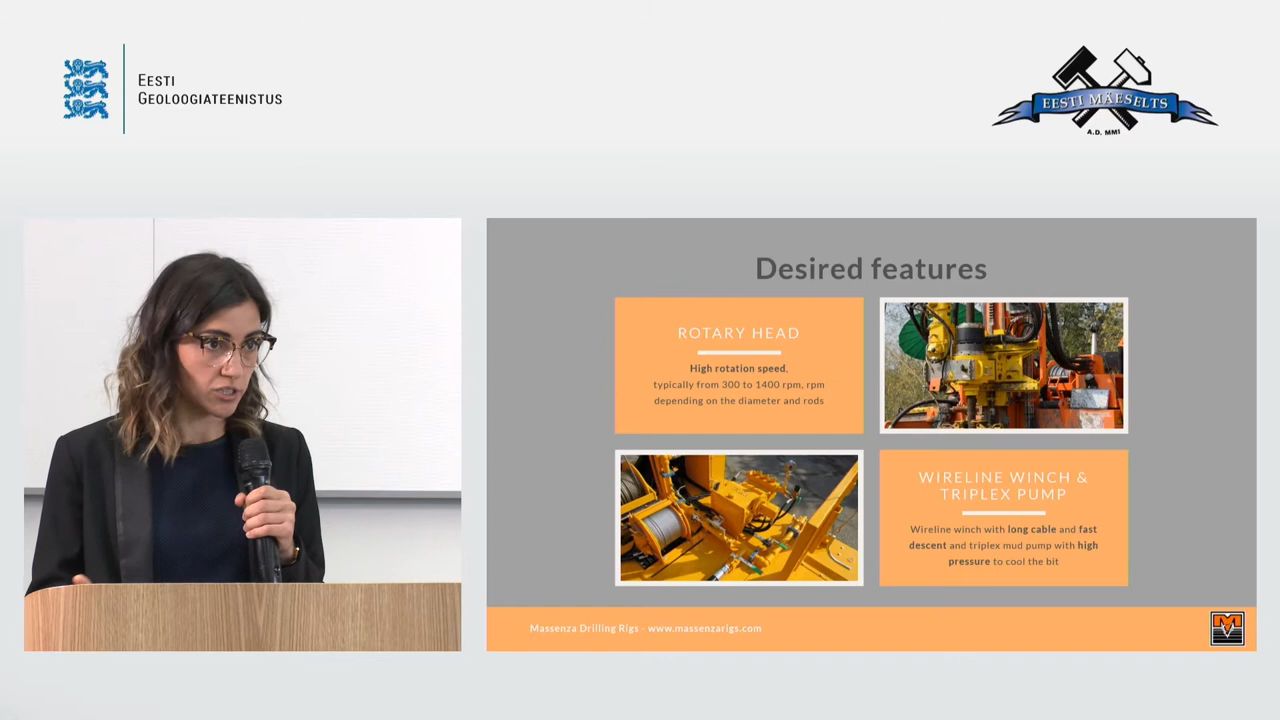 EESTI
GEOLOOGIATEENISTUS
EESTI MÄESELTS
A.D. MMI
Desired features
ROTARY HEAD
High rotation speed,
typically from 300 to 1400 rpm, rpm
depending on the diameter and rods
WIRELINE WINCH &
TRIPLEX PUMP
Wireline winch with long cable and fast
descent and triplex mud pump with high
pressure to cool the bit
Massenza Drilling Rigs - www.massenzarigs.com
M